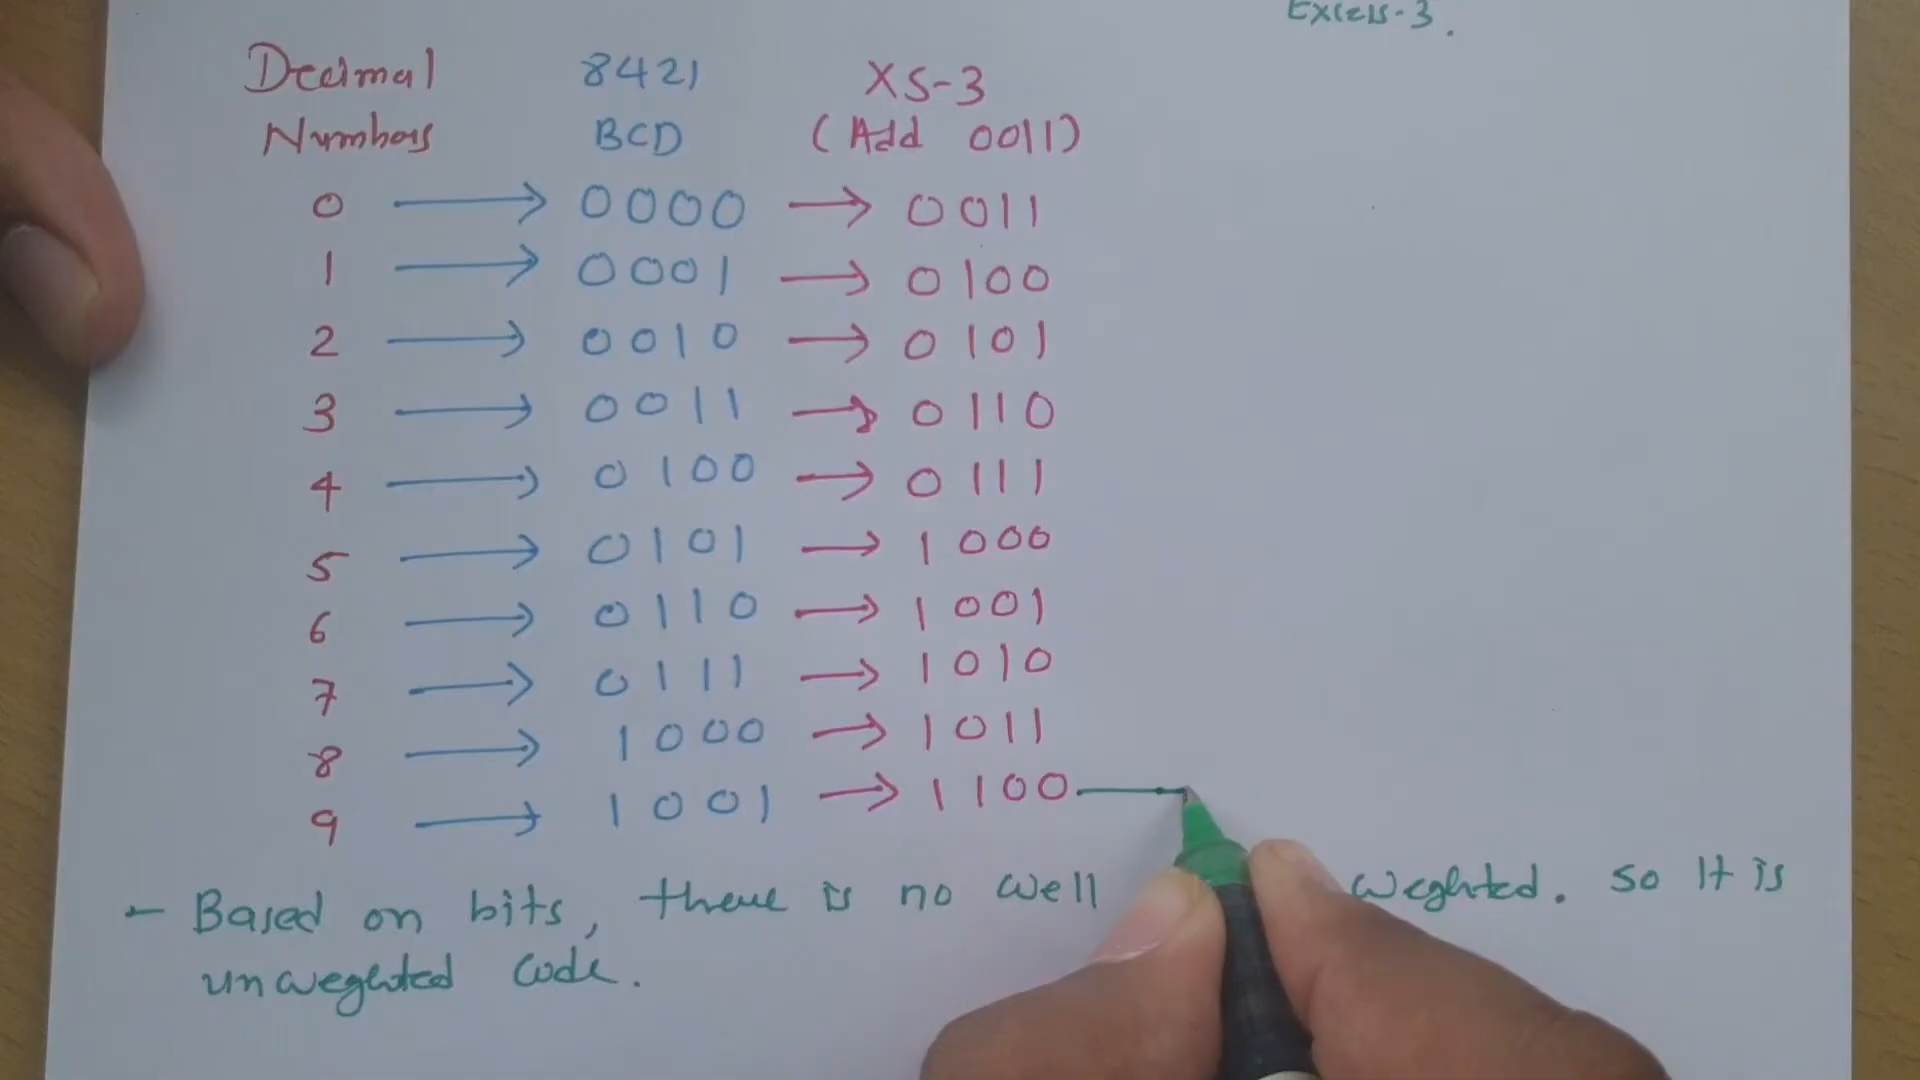 Excess-3.
Decimal 8421 XS-3
Numbers BCD (Add 0011)
0 → 0000 → 0011
1 → 0001 → 0100
2 → 0010 → 0101
3 → 0011 → 0110
4 → 0100 → 0111
5 → 0101 → 1000
6 → 0110 → 1001
7 → 0111 → 1010
8 → 1000 → 1011
9 → 1001 → 1100
- Based on bits, there is no well weghted. so It is
unweghted code.